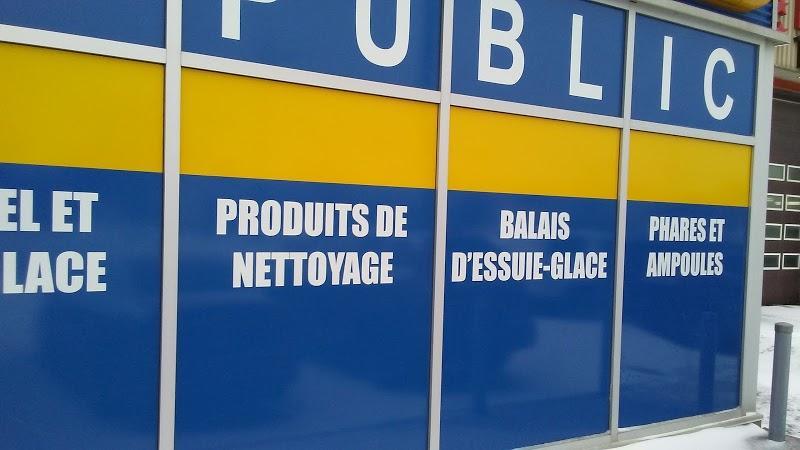 PUBLIC
EL ET
LACE
PRODUITS DE
NETTOYAGE
BALAIS
D'ESSUIE-GLACE
PHARES ET
AMPOULES